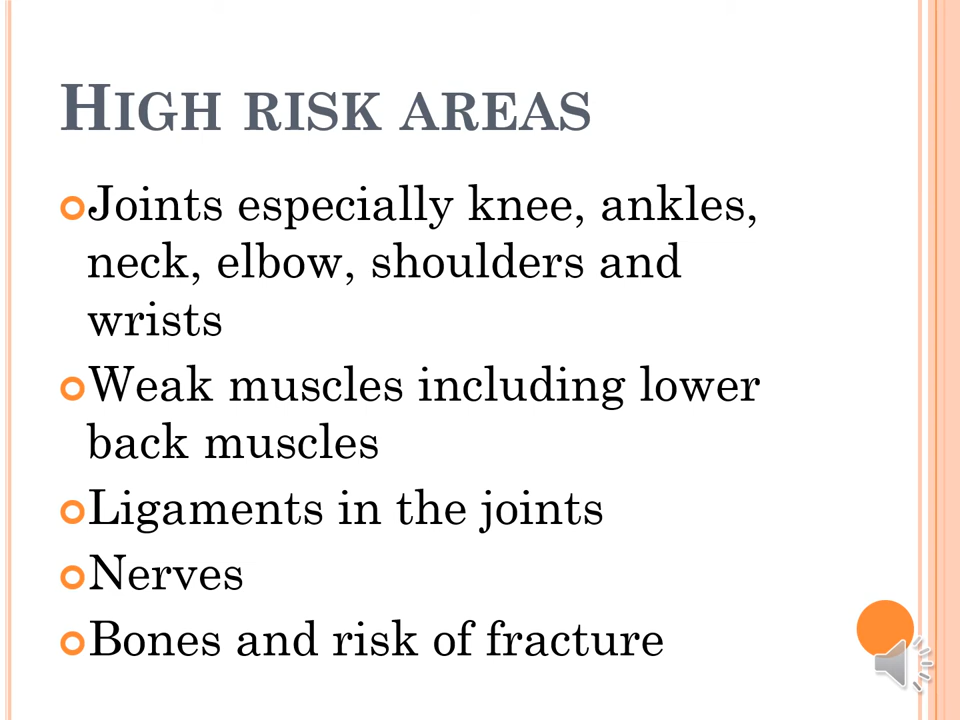 High risk areas
Joints especially knee, ankles,
neck, elbow, shoulders and
wrists
Weak muscles including lower
back muscles
Ligaments in the joints
Nerves
Bones and risk of fracture